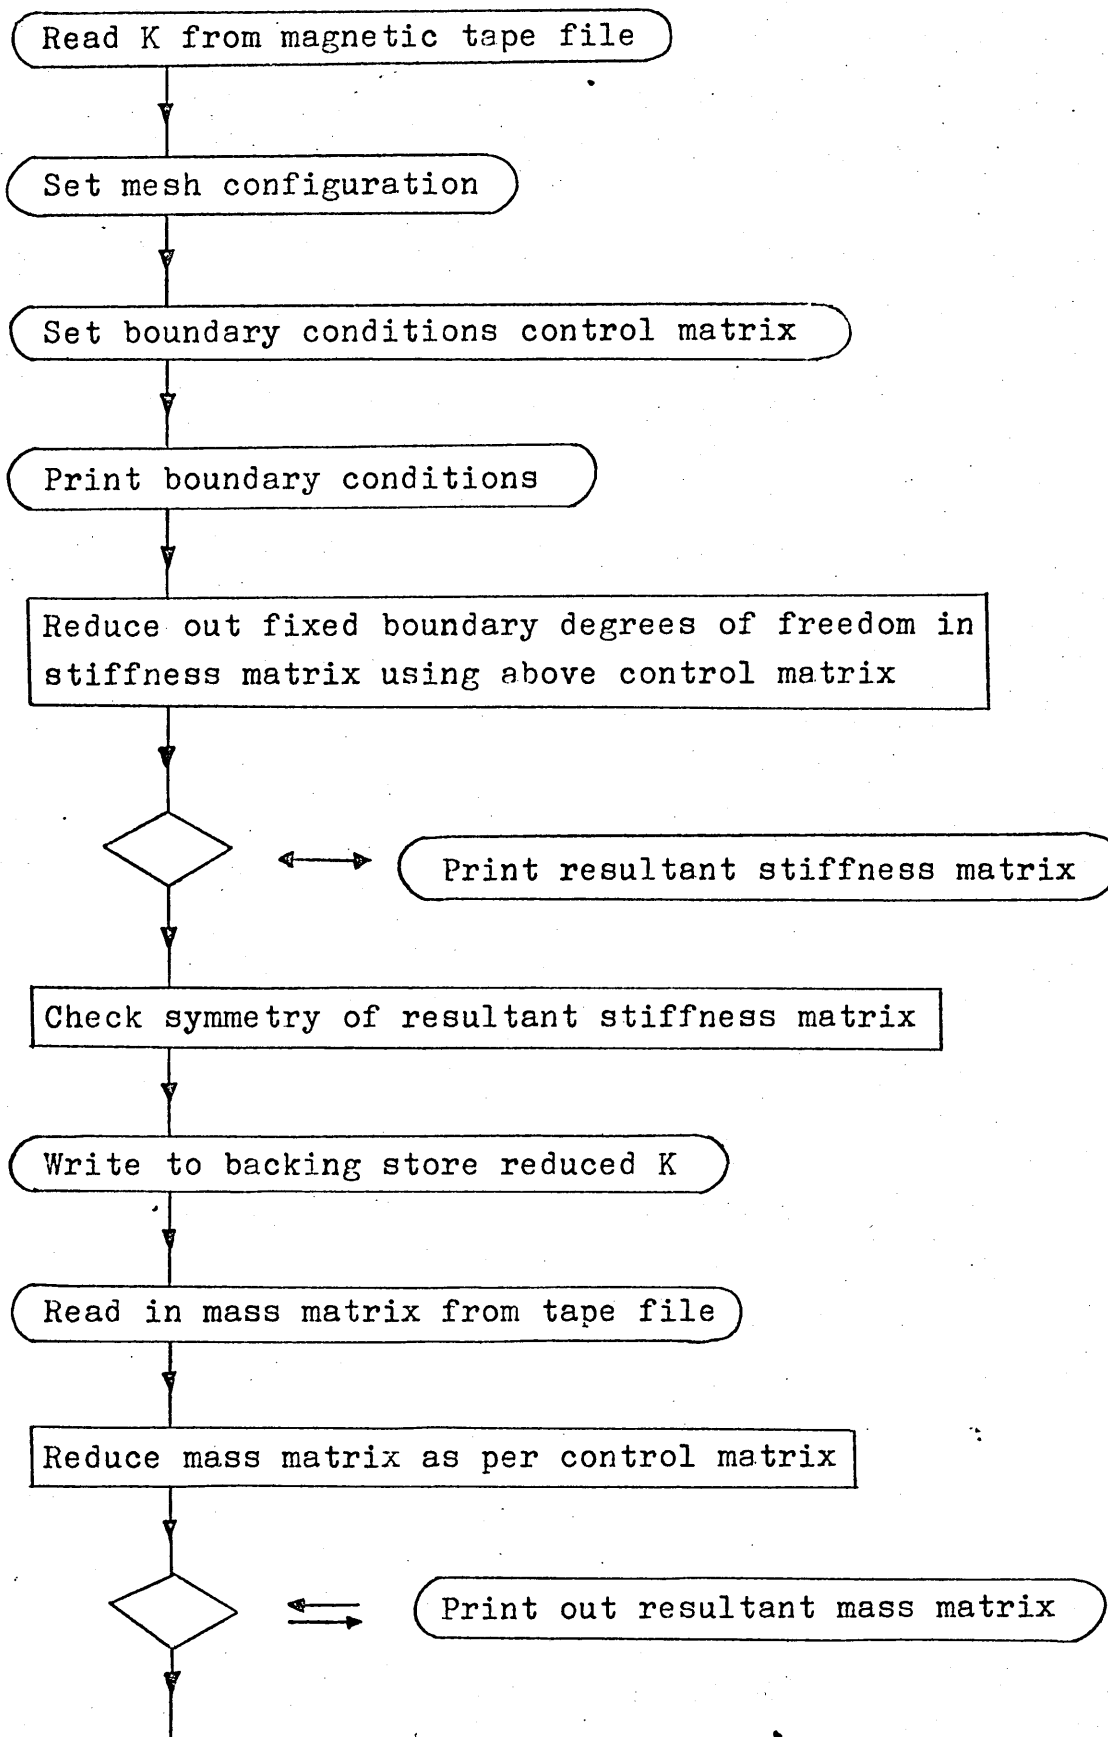 Read K from magnetic tape file
Set mesh configuration
Set boundary conditions control matrix
Print boundary conditions
Reduce out fixed boundary degrees of freedom in
stiffness matrix using above control matrix
Print resultant stiffness matrix
Check symmetry of resultant stiffness matrix
Write to backing store reduced K
Read in mass matrix from tape file
Reduce mass matrix as per control matrix
Print out resultant mass matrix